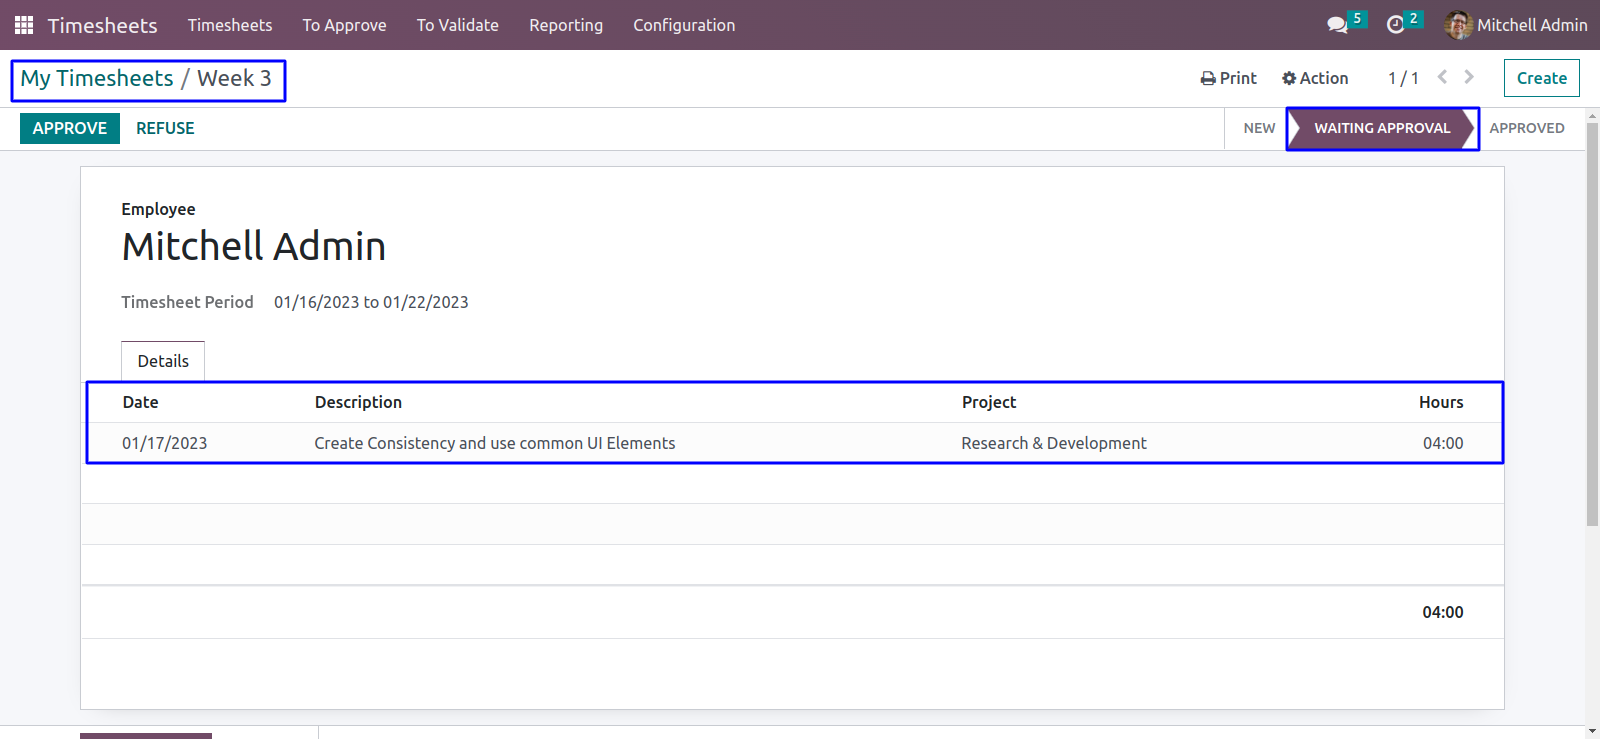 Timesheets Timesheets To Approve To Validate Reporting Configuration 5 2 Mitchell Admin
My Timesheets / Week 3 Print Action 1 / 1 Create
APPROVE REFUSE NEW WAITING APPROVAL APPROVED
Employee
Mitchell Admin
Timesheet Period 01/16/2023 to 01/22/2023
Details
Date Description Project Hours
01/17/2023 Create Consistency and use common UI Elements Research & Development 04:00
04:00